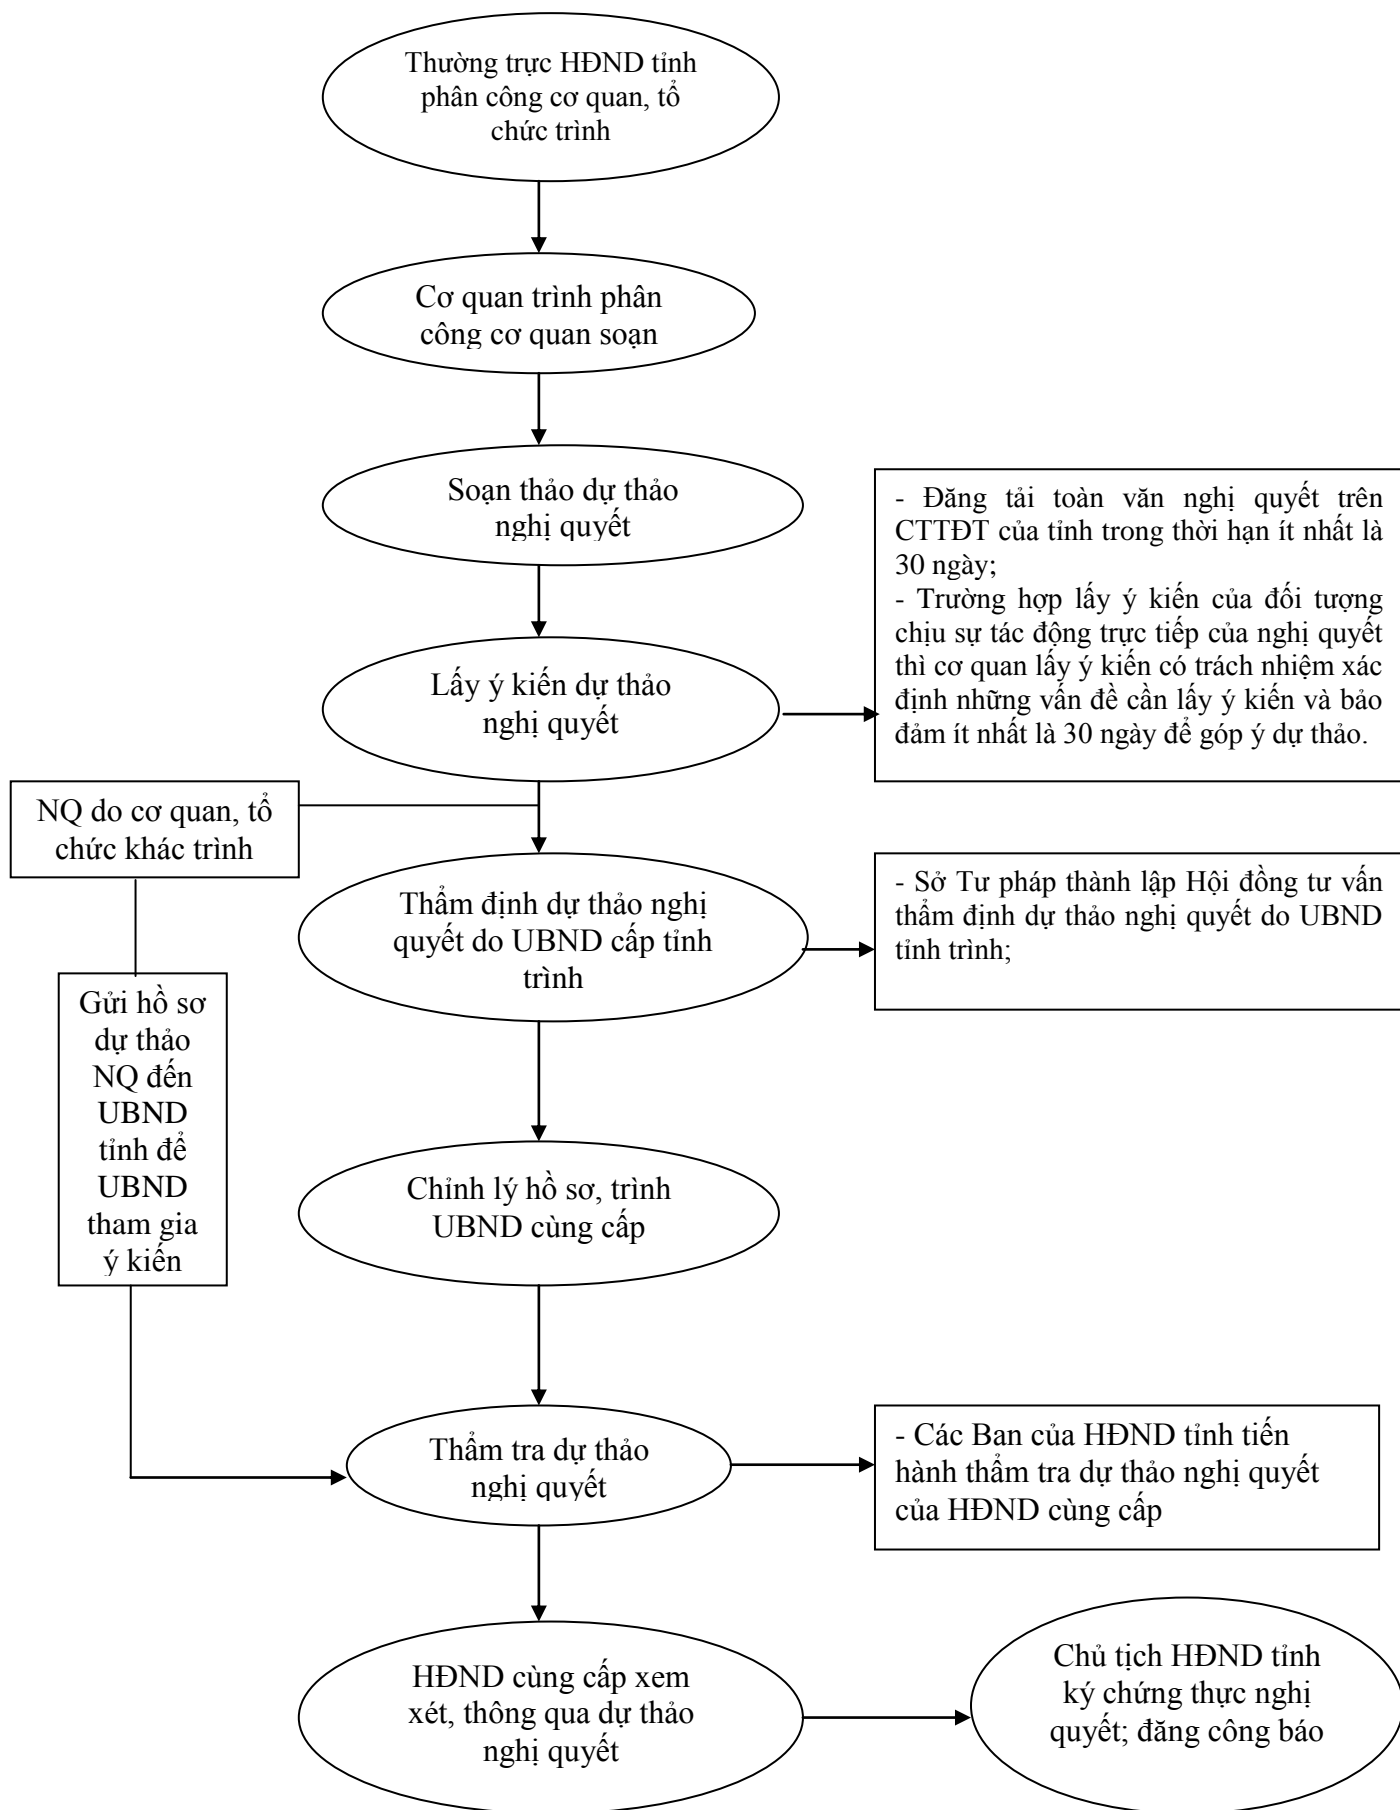 Thường trực HĐND tỉnh
phân công cơ quan, tổ
chức trình
Cơ quan trình phân
công cơ quan soạn
Soạn thảo dự thảo
nghị quyết
- Đăng tải toàn văn nghị quyết trên
CTTĐT của tỉnh trong thời hạn ít nhất là
30 ngày;
- Trường hợp lấy ý kiến của đối tượng
chịu sự tác động trực tiếp của nghị quyết
thì cơ quan lấy ý kiến có trách nhiệm xác
định những vấn đề cần lấy ý kiến và bảo
đảm ít nhất là 30 ngày để góp ý dự thảo.
Lấy ý kiến dự thảo
nghị quyết
NQ do cơ quan, tổ
chức khác trình
Thẩm định dự thảo nghị
quyết do UBND cấp tỉnh
trình
- Sở Tư pháp thành lập Hội đồng tư vấn
thẩm định dự thảo nghị quyết do UBND
tỉnh trình;
Gửi hồ sơ
dự thảo
NQ đến
UBND
tỉnh để
UBND
tham gia
ý kiến
Chỉnh lý hồ sơ, trình
UBND cùng cấp
Thẩm tra dự thảo
nghị quyết
- Các Ban của HĐND tỉnh tiến
hành thẩm tra dự thảo nghị quyết
của HĐND cùng cấp
HĐND cùng cấp xem
xét, thông qua dự thảo
nghị quyết
Chủ tịch HĐND tỉnh
ký chứng thực nghị
quyết; đăng công báo